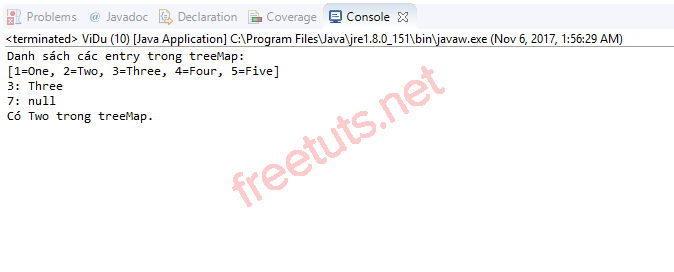 Problems @ Javadoc Declaration Coverage Console
<terminated> ViDu (10) [Java Application] C:\Program Files\Java\jre1.8.0_151\bin\javaw.exe (Nov 6, 2017, 1:56:29 AM)
Danh sách các entry trong treeMap:
[1=One, 2=Two, 3=Three, 4=Four, 5=Five]
3: Three
7: null
Có Two trong treeMap.
freetuts.net